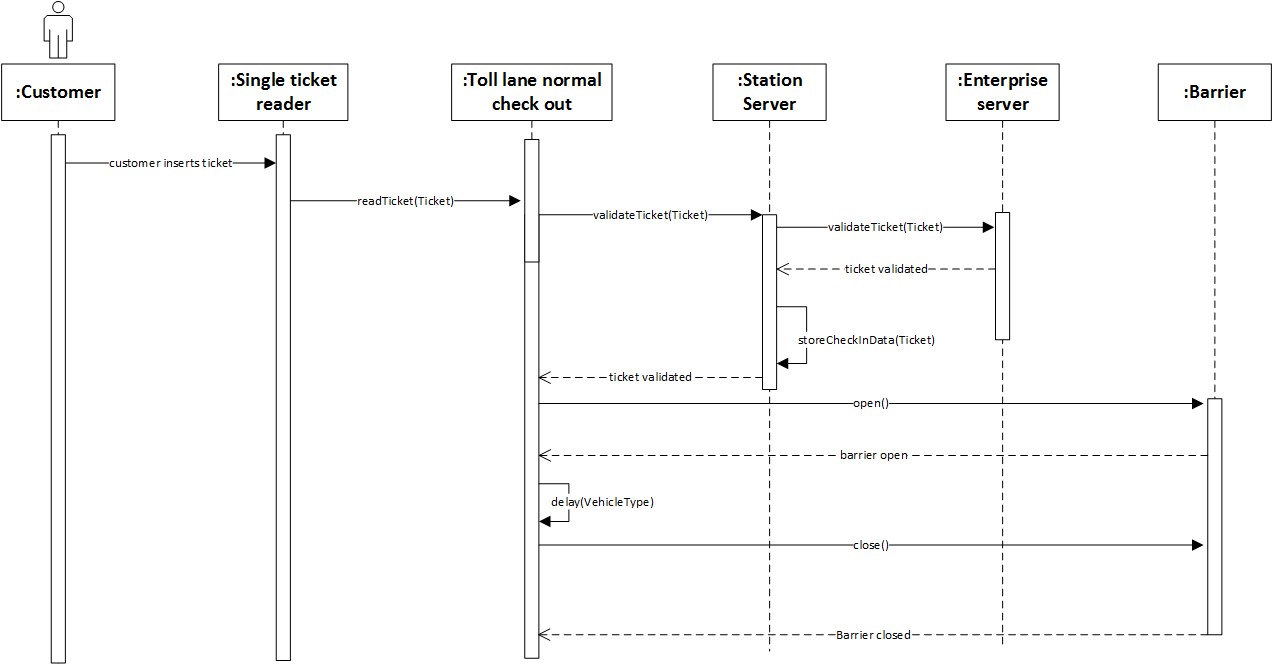 :Customer
:Single ticket
reader
:Toll lane normal
check out
:Station
Server
:Enterprise
server
:Barrier
customer inserts ticket
readTicket(Ticket)
validateTicket(Ticket)
validateTicket(Ticket)
ticket validated
storeCheckInData(Ticket)
ticket validated
open()
barrier open
delay(VehicleType)
close()
Barrier closed